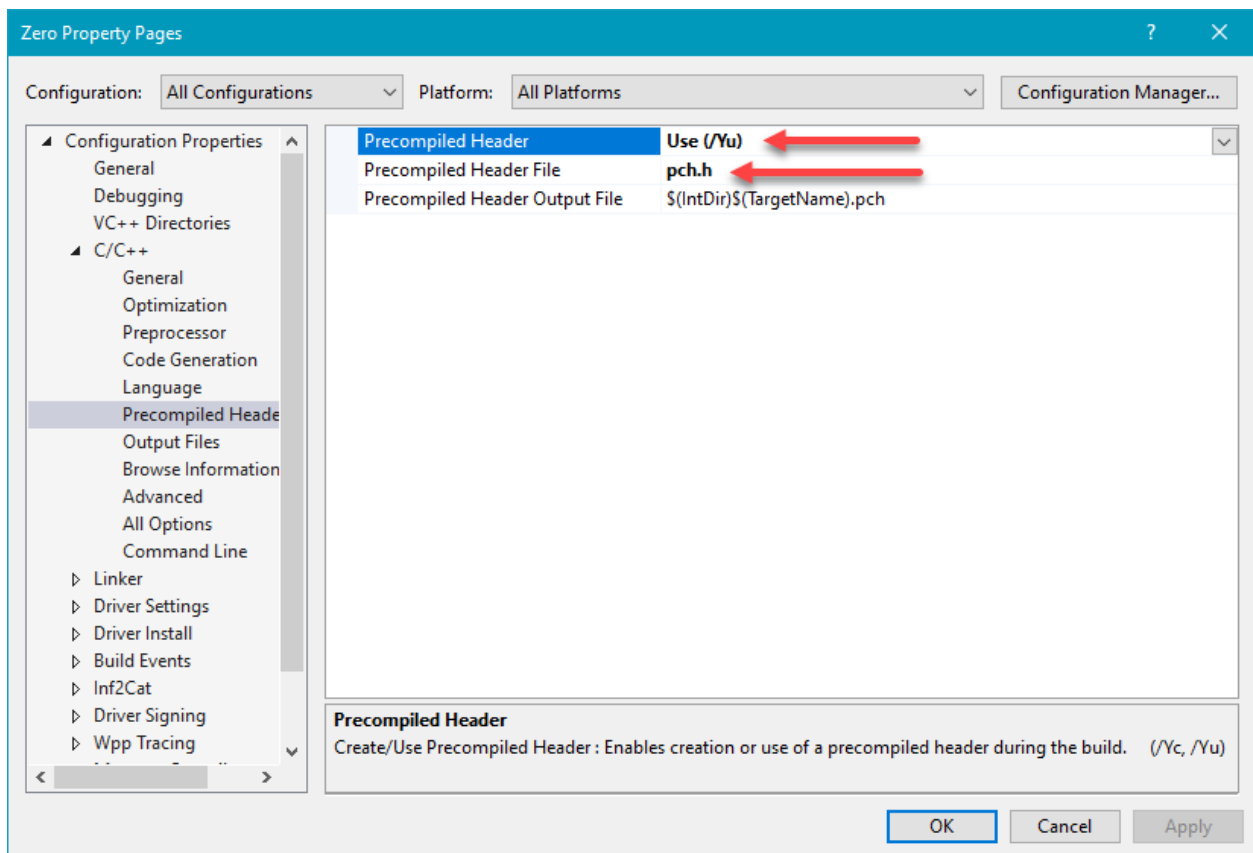 Zero Property Pages ?
Configuration: All Configurations Platform: All Platforms Configuration Manager...
Configuration Properties
General
Debugging
VC++ Directories
C/C++
General
Optimization
Preprocessor
Code Generation
Language
Precompiled Heade
Output Files
Browse Information
Advanced
All Options
Command Line
Linker
Driver Settings
Driver Install
Build Events
Inf2Cat
Driver Signing
Wpp Tracing
Precompiled Header Use (/Yu)
Precompiled Header File pch.h
Precompiled Header Output File $(IntDir)$(TargetName).pch
Precompiled Header
Create/Use Precompiled Header : Enables creation or use of a precompiled header during the build. (/Yc, /Yu)
OK Cancel Apply